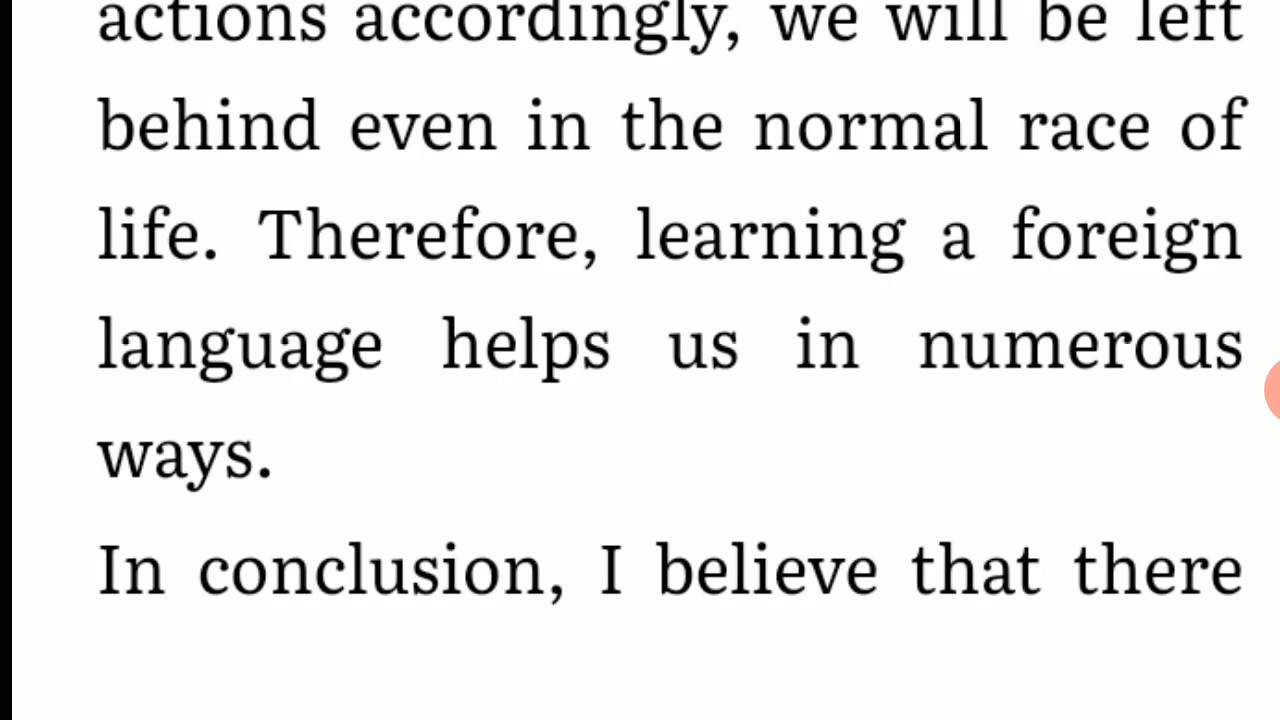 actions accordingly, we will be left
behind even in the normal race of
life. Therefore, learning a foreign
language helps us in numerous
ways.
In conclusion, I believe that there